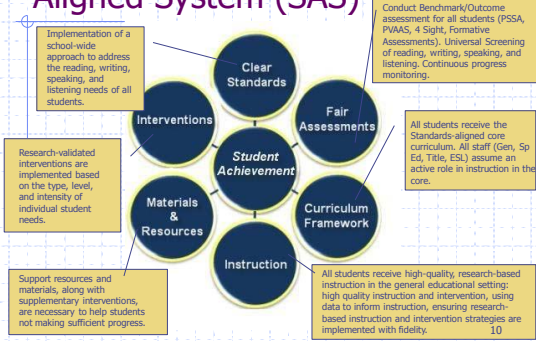 Aligned System (SAS)
Implementation of a
school-wide
approach to address
the reading, writing,
speaking, and
listening needs of all
students.
Conduct Benchmark/Outcome
assessment for all students (PSSA,
PVAAS, 4 Sight, Formative
Assessments). Universal Screening
of reading, writing, speaking, and
listening. Continuous progress
monitoring.
Clear
Standards
Interventions
Fair
Assessments
Student
Achievement
Research-validated
interventions are
implemented based
on the type, level,
and intensity of
individual student
needs.
All students receive the
Standards-aligned core
curriculum. All staff (Gen, Sp
Ed, Title, ESL) assume an
active role in instruction in the
core.
Materials
&
Resources
Curriculum
Framework
Instruction
Support resources and
materials, along with
supplementary interventions,
are necessary to help students
not making sufficient progress.
All students receive high-quality, research-based
instruction in the general educational setting:
high quality instruction and intervention, using
data to inform instruction, ensuring research-
based instruction and intervention strategies are
implemented with fidelity.
10